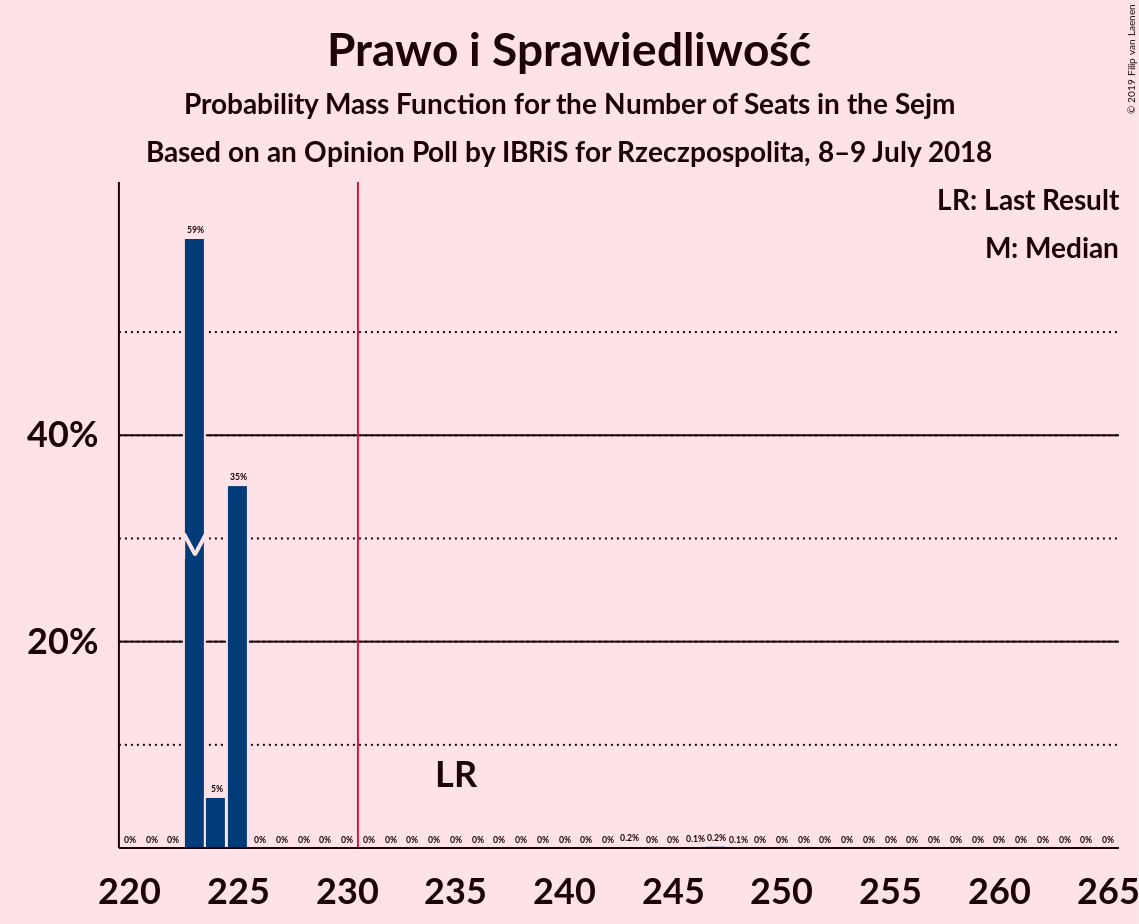 Prawo i Sprawiedliwość
Probability Mass Function for the Number of Seats in the Sejm
Based on an Opinion Poll by IBRiS for Rzeczpospolita, 8–9 July 2018
© 2019 Filip van Laenen
LR: Last Result
M: Median
59%
40%
35%
20%
LR
5%
0% 0% 0% 0% 0% 0% 0% 0% 0% 0% 0% 0% 0% 0% 0% 0% 0% 0% 0% 0% 0.2% 0% 0% 0.1% 0.2% 0.1% 0% 0% 0% 0% 0% 0% 0% 0% 0% 0% 0% 0% 0% 0% 0% 0% 0%
220 225 230 235 240 245 250 255 260 265